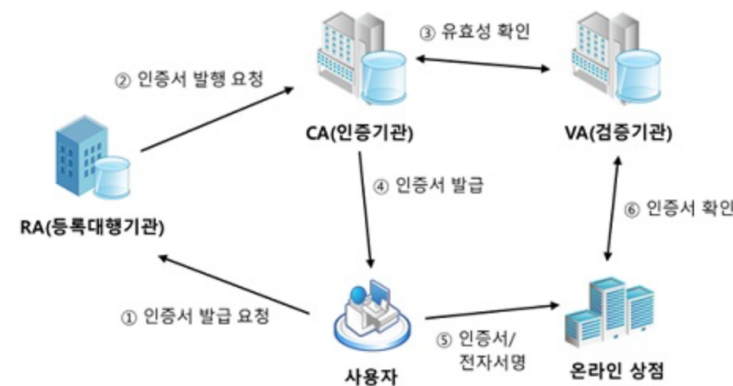 ③ 유효성 확인
② 인증서 발행 요청
CA(인증기관)
VA(검증기관)
④ 인증서 발급
RA(등록대행기관)
⑥ 인증서 확인
① 인증서 발급 요청
⑤ 인증서/
전자서명
사용자
온라인 상점